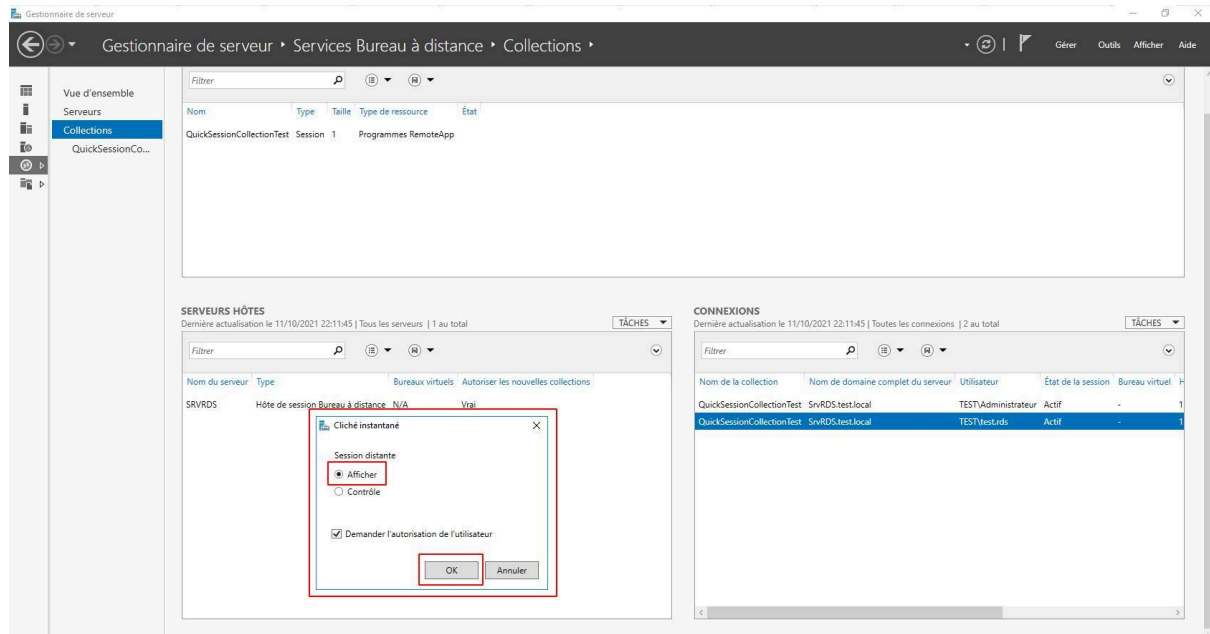 Gestionnaire de serveur
Gestionnaire de serveur ‣ Services Bureau à distance ‣ Collections ‣
Gérer Outils Afficher Aide
Vue d'ensemble
Serveurs
Collections
QuickSessionCo...
Filtrer
Nom Type Taille Type de ressource État
QuickSessionCollectionTest Session 1 Programmes RemoteApp
SERVEURS HÔTES
Dernière actualisation le 11/10/2021 22:11:45 | Tous les serveurs | 1 au total
TÂCHES
Filtrer
Nom du serveur Type Bureaux virtuels Autoriser les nouvelles collections
SRVRDS Hôte de session Bureau à distance N/A Vrai
CONNEXIONS
Dernière actualisation le 11/10/2021 22:11:45 | Toutes les connexions | 2 au total
TÂCHES
Filtrer
Nom de la collection Nom de domaine complet du serveur Utilisateur État de la session Bureau virtuel H
QuickSessionCollectionTest SrvRDS.test.local TEST\Administrateur Actif - 1
QuickSessionCollectionTest SrvRDS.test.local TEST\test.rds Actif - 1
Cliché instantané
Session distante
Afficher
Contrôle
Demander l'autorisation de l'utilisateur
OK Annuler